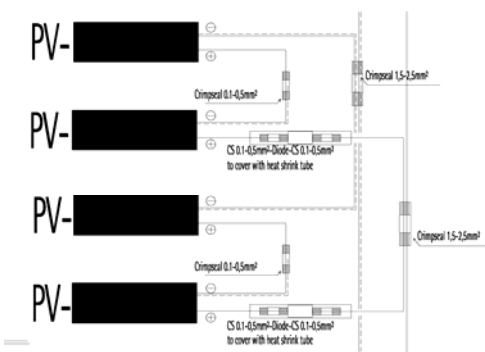 PV-
Crimpseal 1,5-2,5mm²
Crimpseal 0.1-0,5mm²
PV-
CS 0.1-0,5mm²-Diode-CS 0.1-0,5mm²
to cover with heat shrink tube
PV-
Crimpseal 1,5-2,5mm²
Crimpseal 0.1-0,5mm²
PV-
CS 0.1-0,5mm²-Diode-CS 0.1-0,5mm²
to cover with heat shrink tube